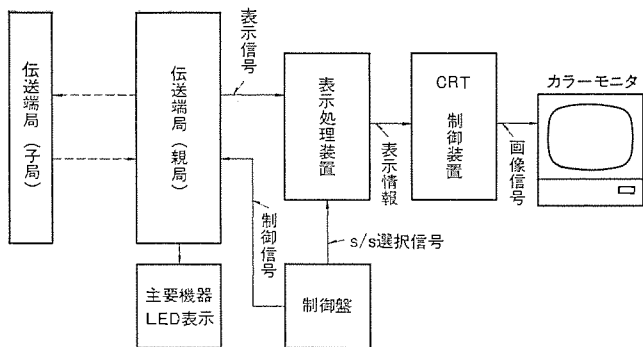 伝送端局（子局）
伝送端局（親局）
表示信号
表示処理装置
CRT
制御装置
カラーモニタ
表示情報
画像信号
制御信号
s/s選択信号
主要機器
LED表示
制御盤